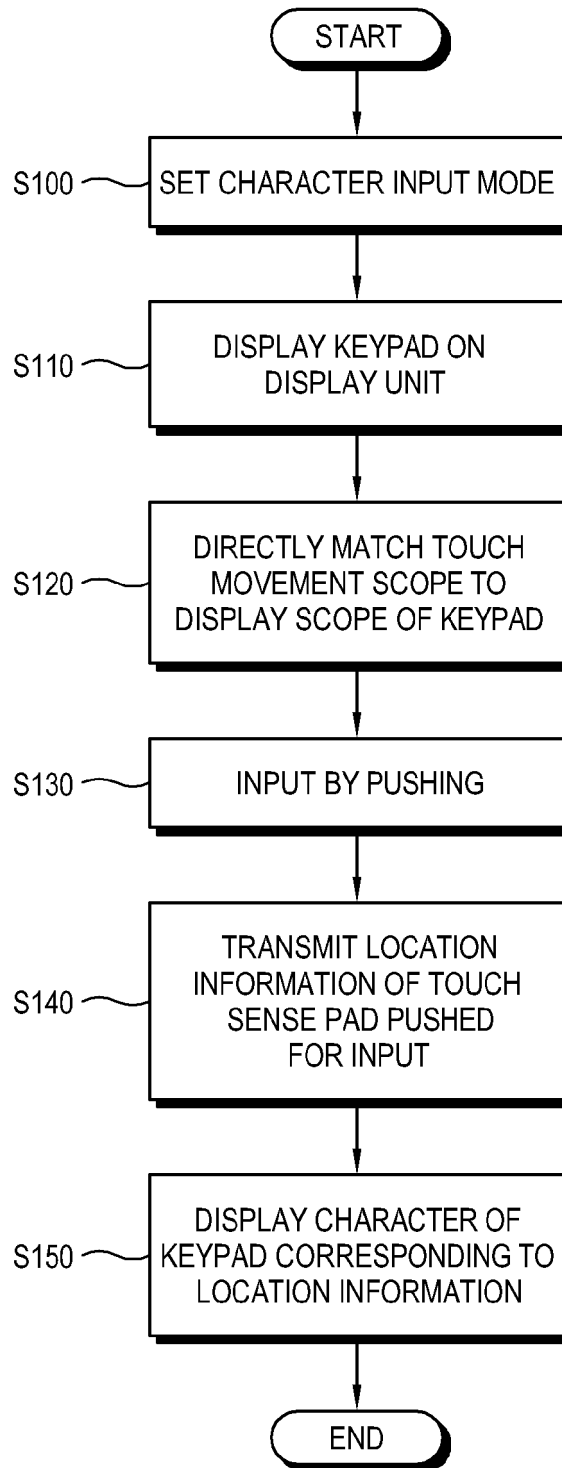 START
S100
SET CHARACTER INPUT MODE
S110
DISPLAY KEYPAD ON
DISPLAY UNIT
S120
DIRECTLY MATCH TOUCH
MOVEMENT SCOPE TO
DISPLAY SCOPE OF KEYPAD
S130
INPUT BY PUSHING
S140
TRANSMIT LOCATION
INFORMATION OF TOUCH
SENSE PAD PUSHED
FOR INPUT
S150
DISPLAY CHARACTER OF
KEYPAD CORRESPONDING TO
LOCATION INFORMATION
END